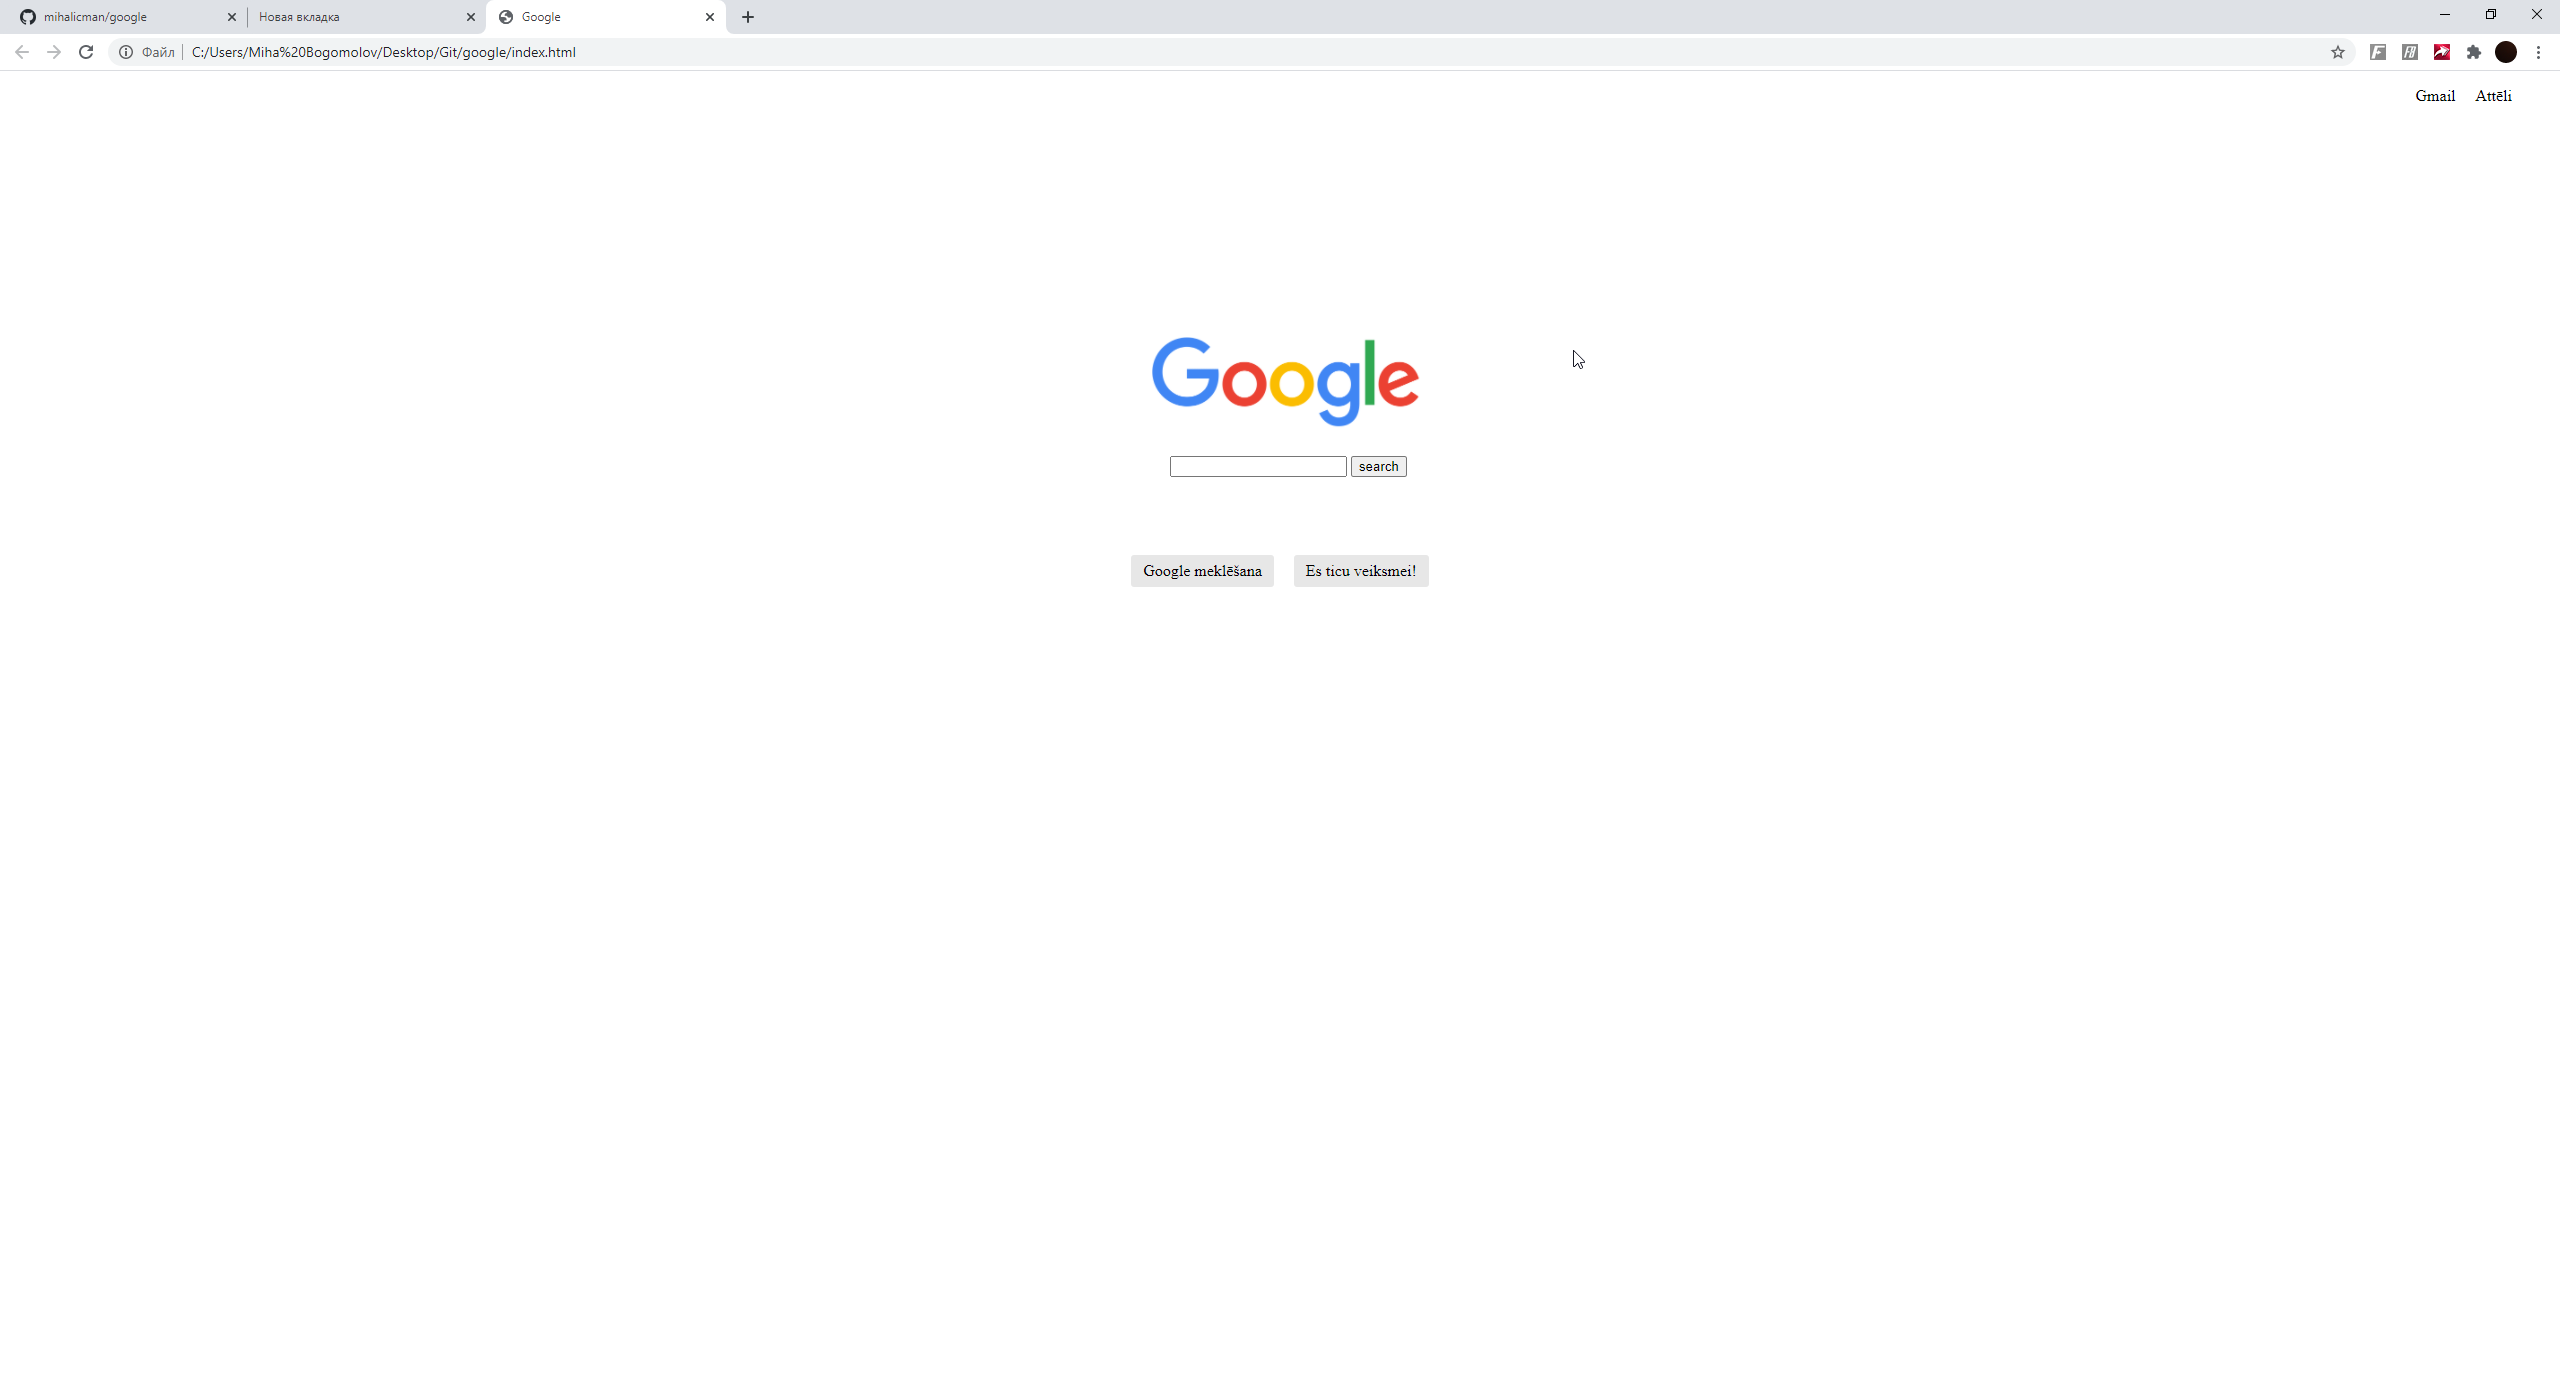 mihalicman/google
Новая вкладка
Google
Файл
C:/Users/Miha%20Bogomolov/Desktop/Git/google/index.html
Gmail Attēli
Google
search
Google meklēšana
Es ticu veiksmei!